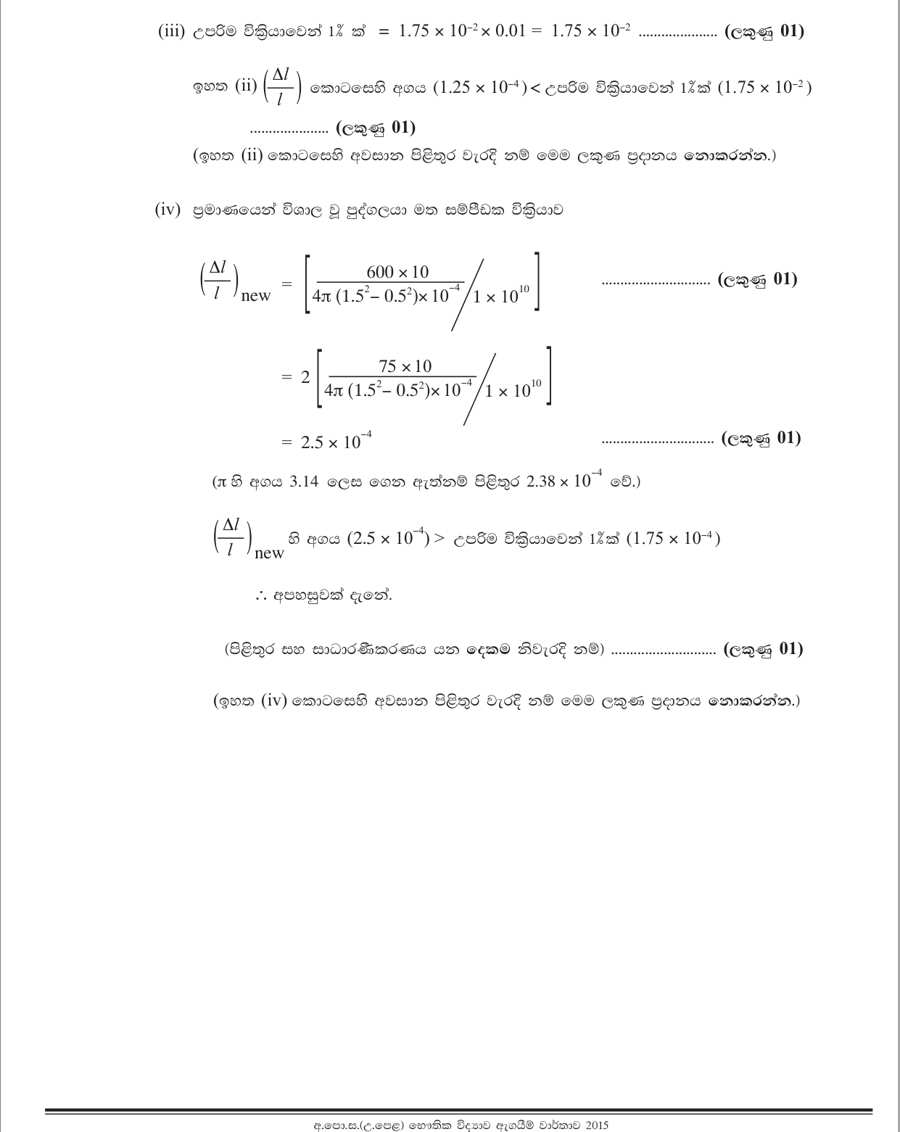 (iii) උපරිම වික්‍රියාවෙන් 1% ක් = 1.75 × 10⁻² × 0.01 = 1.75 × 10⁻² ..................... (ලකුණු 01)
ඉහත (ii) (Δl/l) කොටසෙහි අගය (1.25 × 10⁻⁴) < උපරිම වික්‍රියාවෙන් 1%ක් (1.75 × 10⁻²)
..................... (ලකුණු 01)
(ඉහත (ii) කොටසෙහි අවසාන පිළිතුර වැරදි නම් මෙම ලකුණ ප්‍රදානය නොකරන්න.)
(iv) ප්‍රමාණයෙන් විශාල වූ පුද්ගලයා මත සම්පීඩක වික්‍රියාව
(Δl/l)new = [600 × 10 / 4π (1.5² – 0.5²)× 10⁻⁴ / 1 × 10¹⁰] ............................. (ලකුණු 01)
= 2 [75 × 10 / 4π (1.5² – 0.5²)× 10⁻⁴ / 1 × 10¹⁰]
= 2.5 × 10⁻⁴ .............................. (ලකුණු 01)
(π හි අගය 3.14 ලෙස ගෙන ඇත්නම් පිළිතුර 2.38 × 10⁻⁴ වේ.)
(Δl/l)new හි අගය (2.5 × 10⁻⁴) > උපරිම වික්‍රියාවෙන් 1%ක් (1.75 × 10⁻⁴)
∴ අපහසුවක් දැනේ.
(පිළිතුර සහ සාධාරණීකරණය යන දෙකම නිවැරදි නම්) ............................ (ලකුණු 01)
(ඉහත (iv) කොටසෙහි අවසාන පිළිතුර වැරදි නම් මෙම ලකුණ ප්‍රදානය නොකරන්න.)
අ.පො.ස.(උ.පෙළ) භෞතික විද්‍යාව ඇගයීම් වාර්තාව 2015